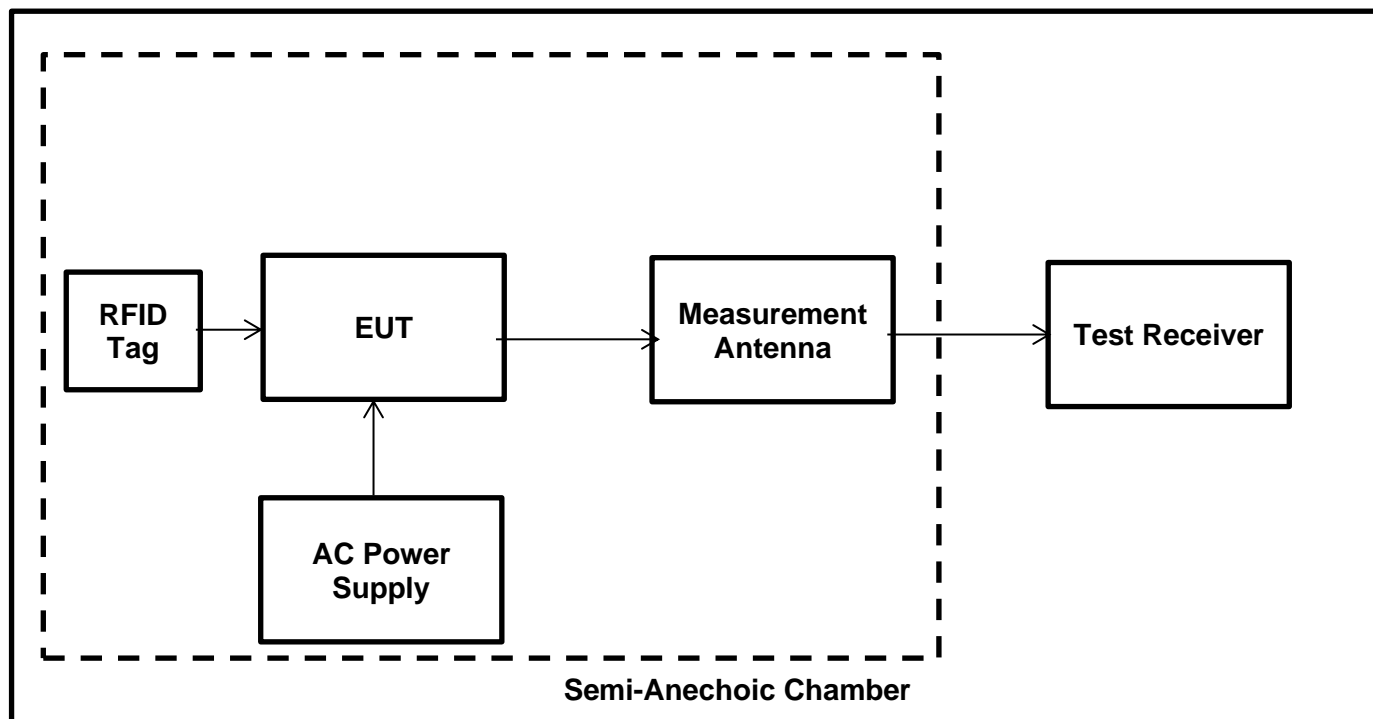 RFID
Tag
EUT
Measurement
Antenna
Test Receiver
AC Power
Supply
Semi-Anechoic Chamber